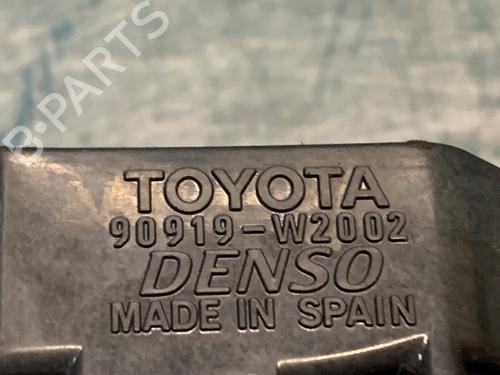 B-PARTS
TOYOTA
90919-W2002
DENSO
MADE IN SPAIN